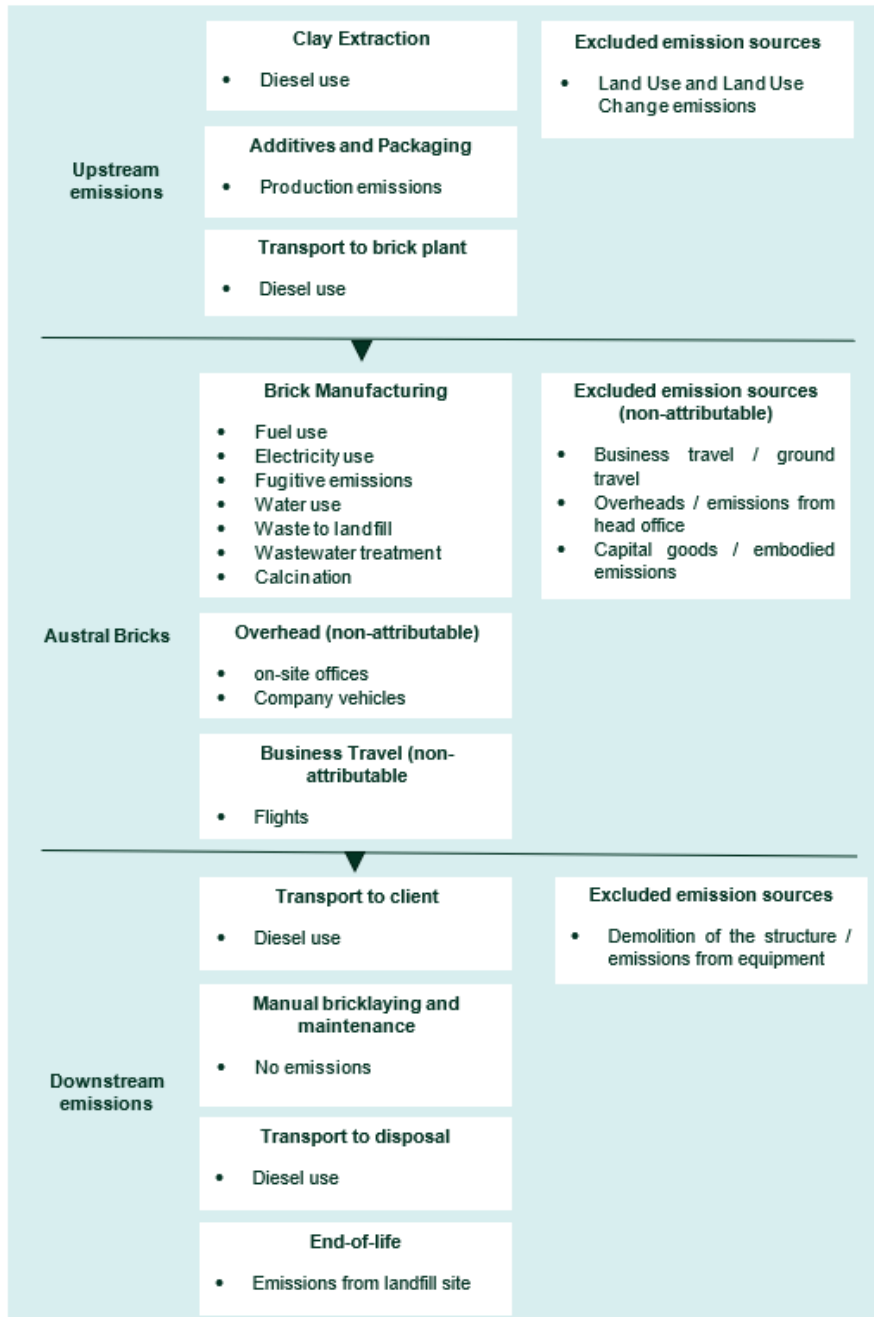 Clay Extraction
• Diesel use
Excluded emission sources
• Land Use and Land Use
Change emissions
Upstream
emissions
Additives and Packaging
• Production emissions
Transport to brick plant
• Diesel use
Brick Manufacturing
• Fuel use
• Electricity use
• Fugitive emissions
• Water use
• Waste to landfill
• Wastewater treatment
• Calcination
Excluded emission sources
(non-attributable)
• Business travel / ground
travel
• Overheads / emissions from
head office
• Capital goods / embodied
emissions
Austral Bricks
Overhead (non-attributable)
• on-site offices
• Company vehicles
Business Travel (non-
attributable
• Flights
Transport to client
• Diesel use
Excluded emission sources
• Demolition of the structure /
emissions from equipment
Manual bricklaying and
maintenance
• No emissions
Downstream
emissions
Transport to disposal
• Diesel use
End-of-life
• Emissions from landfill site